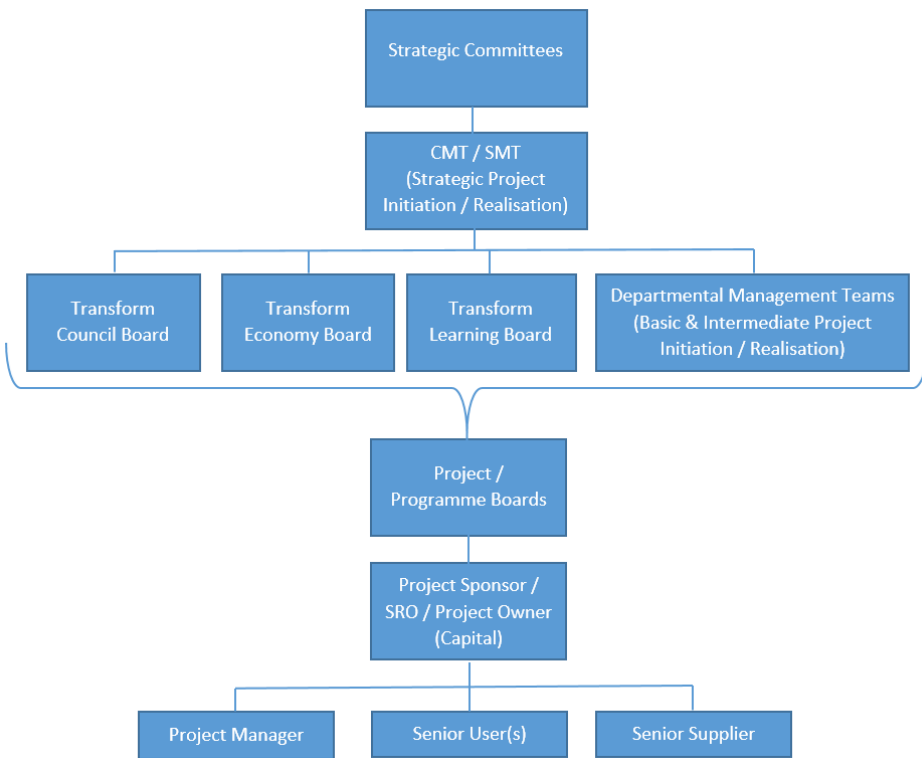 Strategic Committees
CMT / SMT
(Strategic Project
Initiation / Realisation)
Transform
Council Board
Transform
Economy Board
Transform
Learning Board
Departmental Management Teams
(Basic & Intermediate Project
Initiation / Realisation)
Project /
Programme Boards
Project Sponsor /
SRO / Project Owner
(Capital)
Project Manager
Senior User(s)
Senior Supplier